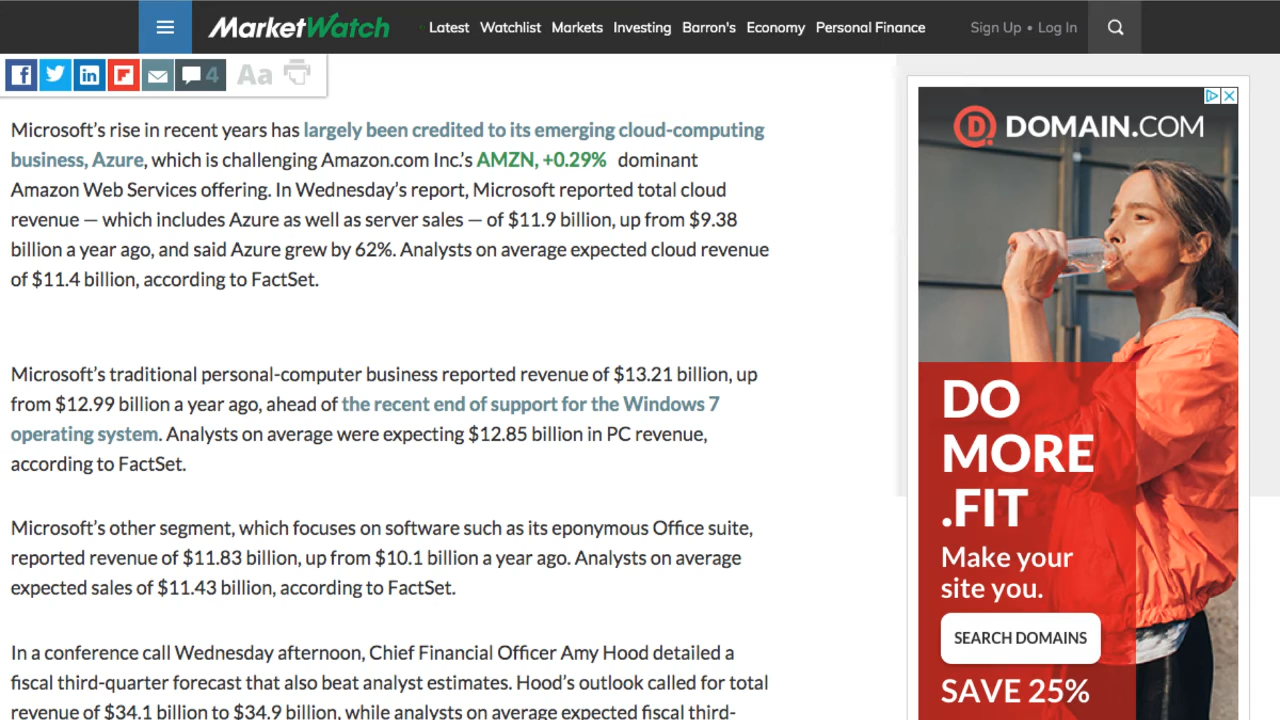 MarketWatch Latest Watchlist Markets Investing Barron's Economy Personal Finance Sign Up • Log In
4 Aa
Microsoft's rise in recent years has largely been credited to its emerging cloud-computing
business, Azure, which is challenging Amazon.com Inc.'s AMZN, +0.29% dominant
Amazon Web Services offering. In Wednesday's report, Microsoft reported total cloud
revenue — which includes Azure as well as server sales — of $11.9 billion, up from $9.38
billion a year ago, and said Azure grew by 62%. Analysts on average expected cloud revenue
of $11.4 billion, according to FactSet.
Microsoft's traditional personal-computer business reported revenue of $13.21 billion, up
from $12.99 billion a year ago, ahead of the recent end of support for the Windows 7
operating system. Analysts on average were expecting $12.85 billion in PC revenue,
according to FactSet.
Microsoft's other segment, which focuses on software such as its eponymous Office suite,
reported revenue of $11.83 billion, up from $10.1 billion a year ago. Analysts on average
expected sales of $11.43 billion, according to FactSet.
In a conference call Wednesday afternoon, Chief Financial Officer Amy Hood detailed a
fiscal third-quarter forecast that also beat analyst estimates. Hood's outlook called for total
revenue of $34.1 billion to $34.9 billion, while analysts on average expected fiscal third-
DOMAIN.COM
DO
MORE
.FIT
Make your
site you.
SEARCH DOMAINS
SAVE 25%